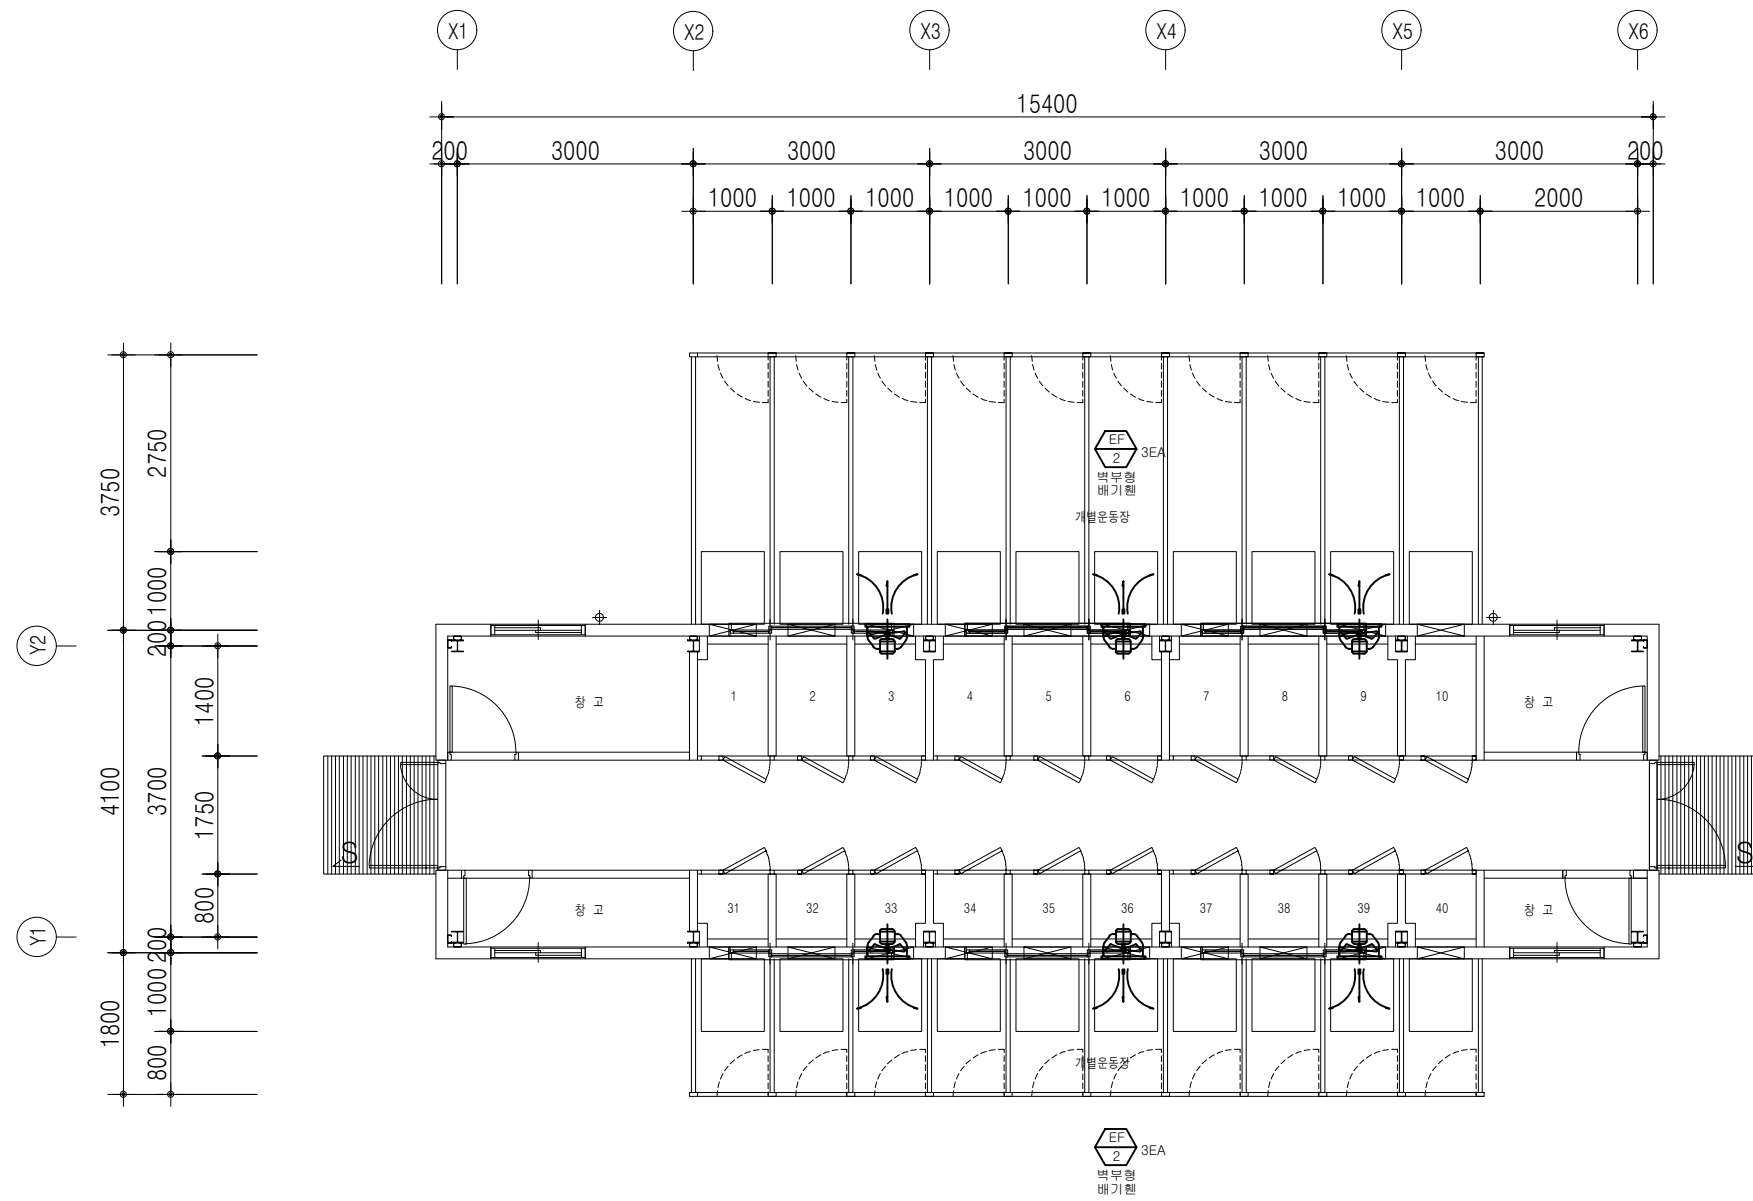 X1 X2 X3 X4 X5 X6
15400
200 3000 3000 3000 3000 3000 200
1000 1000 1000 1000 1000 1000 1000 1000 1000 1000 2000
EF
2
3EA
벽부형
배기휀
개별운동장
3750
2750
1000
200
Y2
1400
4100
3700
1750
800
Y1
200
1000
1800
800
창 고
1 2 3 4 5 6 7 8 9 10
창 고
S
S
창 고
31 32 33 34 35 36 37 38 39 40
창 고
개별운동장
EF
2
3EA
벽부형
배기휀